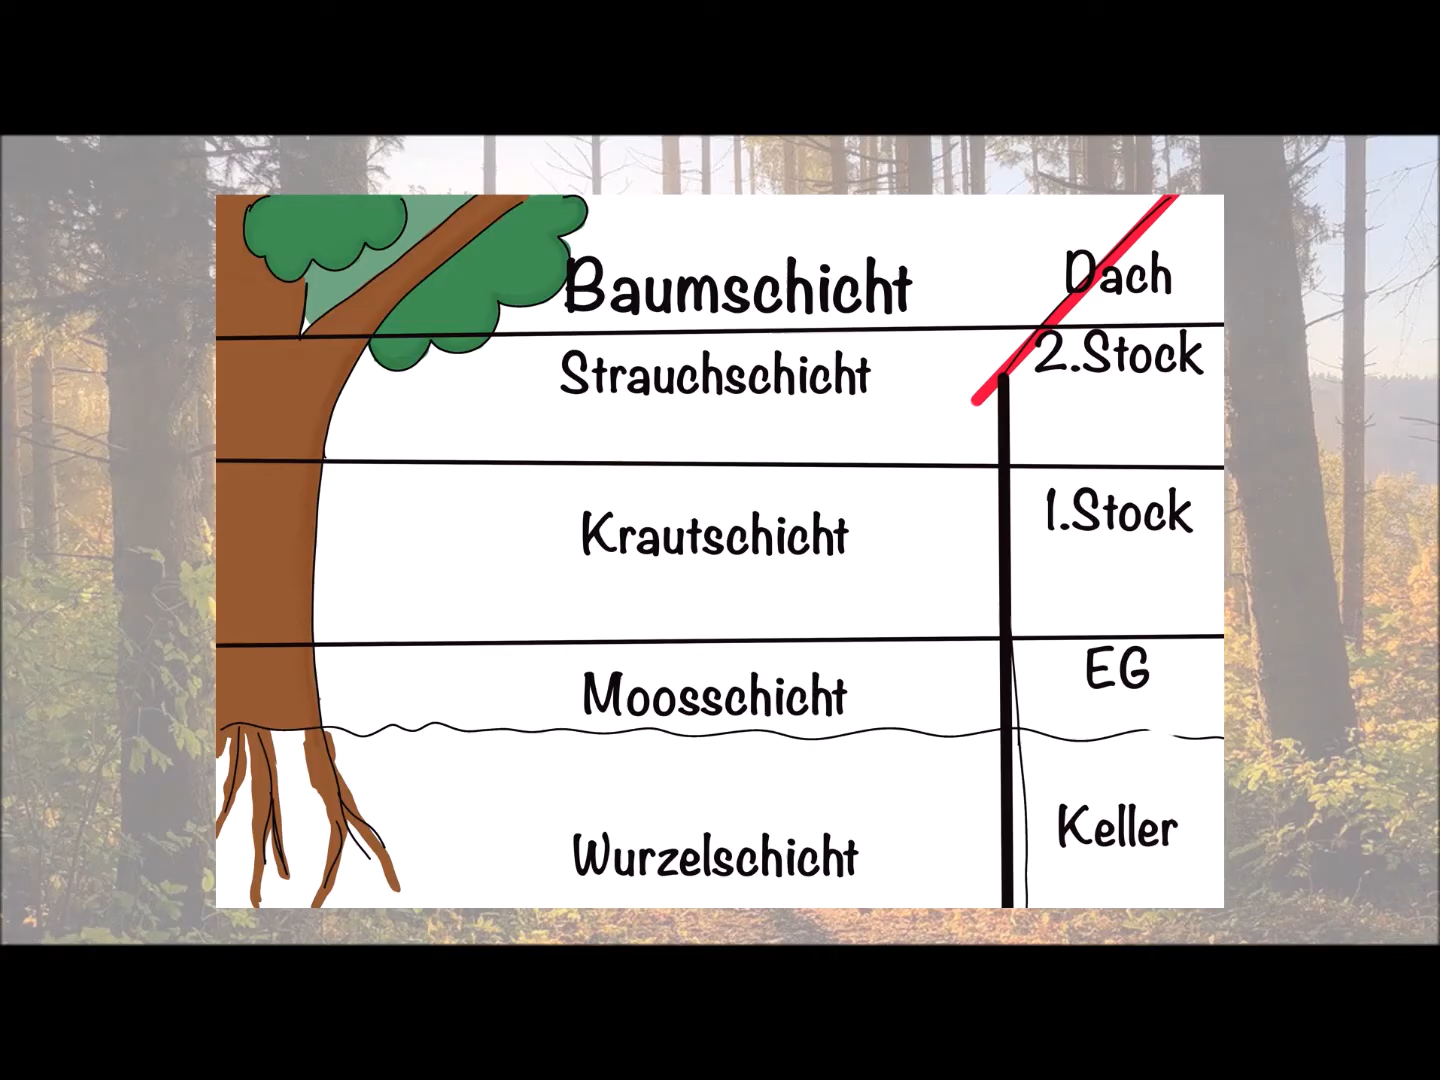 Baumschicht
Dach
Strauchschicht
2.Stock
Krautschicht
1.Stock
Moosschicht
EG
Wurzelschicht
Keller